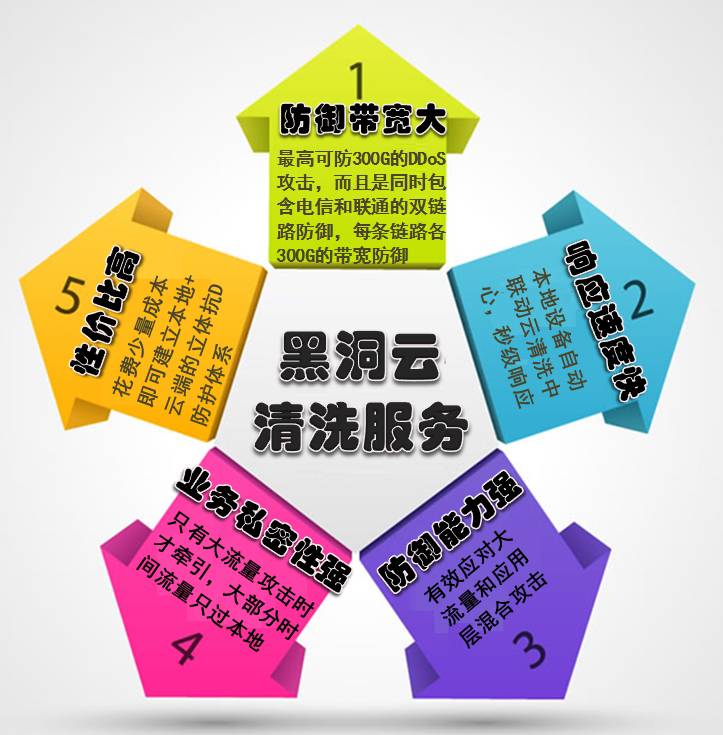 1
防御带宽大
最高可防300G的DDoS
攻击，而且是同时包
含电信和联通的双链
路防御，每条链路各
300G的带宽防御
2
响应速度快
本地设备自动
联动云清洗中
心，秒级响应
3
防御能力强
有效应对大
流量和应用
层混合攻击
4
业务私密性强
只有大流量攻击时
才牵引，大部分时
间流量只过本地
5
性价比高
花费少量成本
即可建立本地+
云端的立体抗D
防护体系
黑洞云
清洗服务